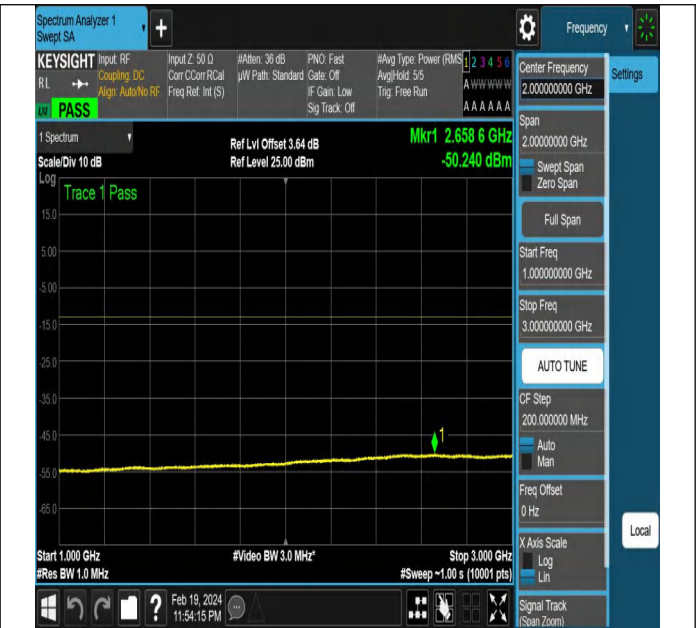 Spectrum Analyzer 1
Swept SA
+
Frequency
KEYSIGHT
RL
LXI
PASS
Input: RF
Coupling: DC
Align: Auto/No RF
Input Z: 50 Ω
Corr CCorr RCal
Freq Ref: Int (S)
#Atten: 36 dB
µW Path: Standard
PNO: Fast
Gate: Off
IF Gain: Low
Sig Track: Off
#Avg Type: Power (RMS
Avg|Hold: 5/5
Trig: Free Run
1 2 3 4 5 6
A W W W W W
A A A A A A
Center Frequency
2.000000000 GHz
Settings
1 Spectrum
Scale/Div 10 dB
Log
Ref Lvl Offset 3.64 dB
Ref Level 25.00 dBm
Mkr1 2.658 6 GHz
-50.240 dBm
Trace 1 Pass
15.0
5.00
-5.00
-15.0
-25.0
-35.0
-45.0
-55.0
-65.0
1
Start 1.000 GHz
#Res BW 1.0 MHz
#Video BW 3.0 MHz*
Stop 3.000 GHz
#Sweep ~1.00 s (10001 pts)
Span
2.00000000 GHz
Swept Span
Zero Span
Full Span
Start Freq
1.000000000 GHz
Stop Freq
3.000000000 GHz
AUTO TUNE
CF Step
200.000000 MHz
Auto
Man
Freq Offset
0 Hz
X Axis Scale
Log
Lin
Signal Track
(Span Zoom)
Local
?
Feb 19, 2024
11:54:15 PM